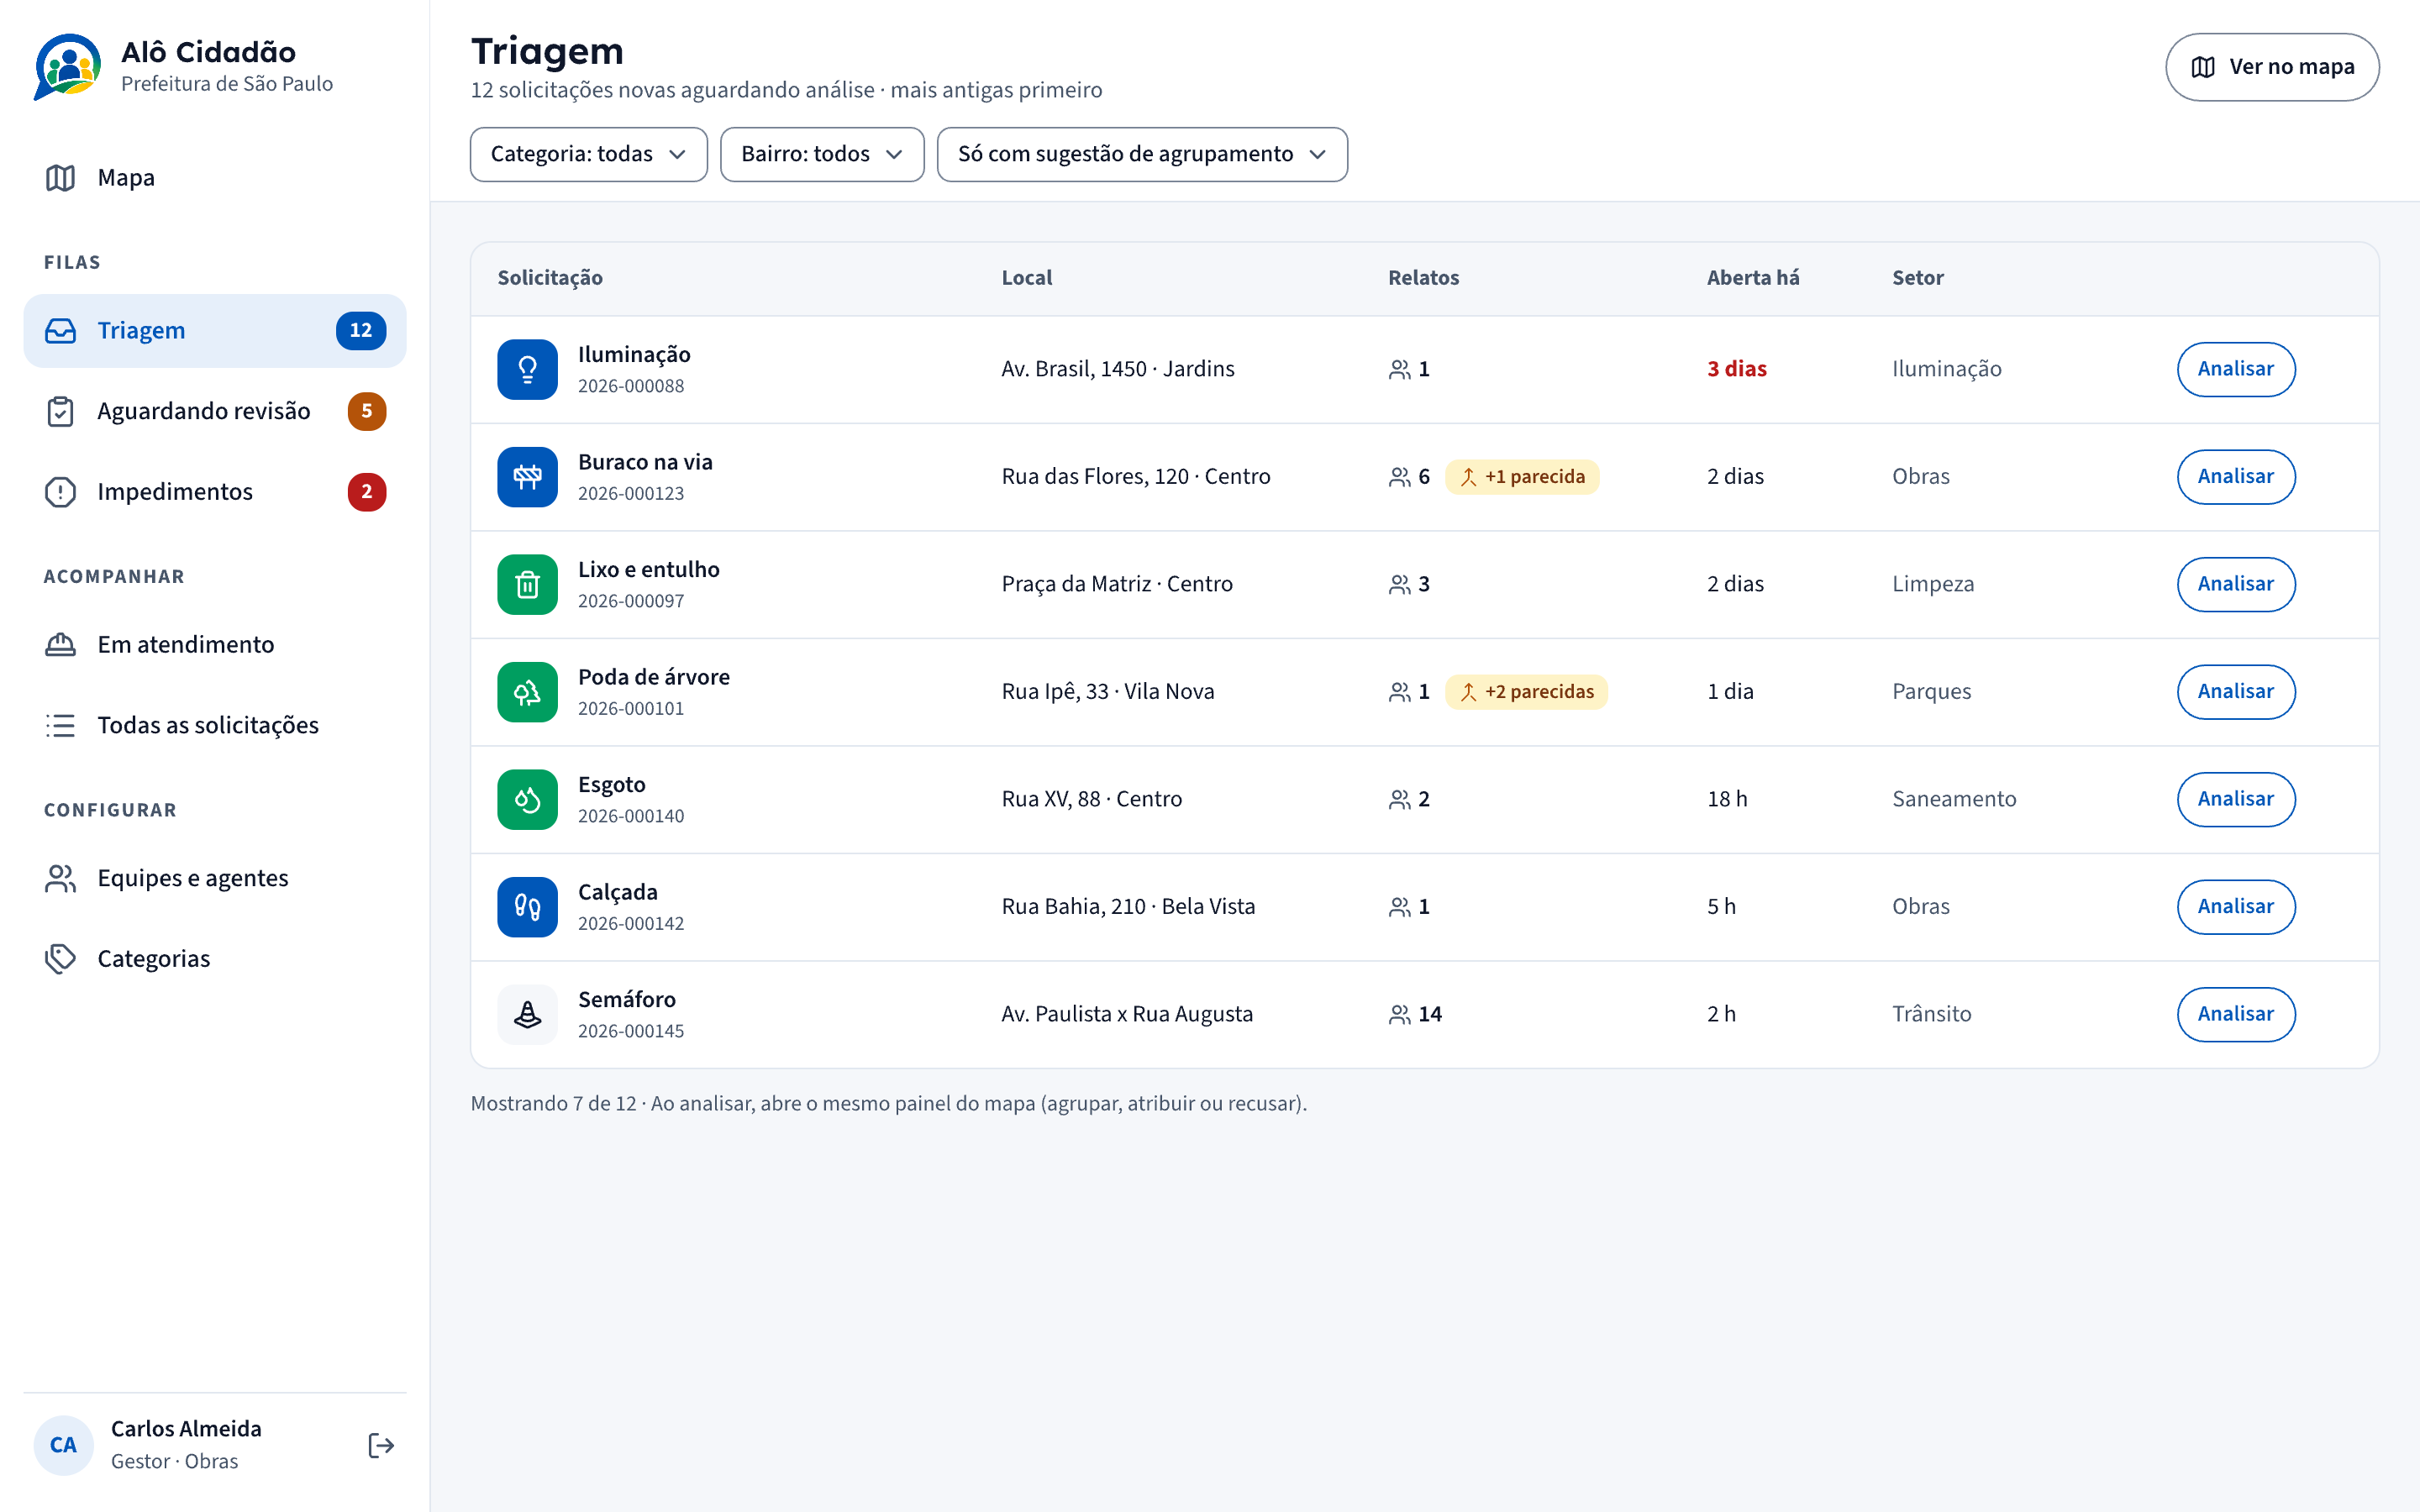 Alô Cidadão
Prefeitura de São Paulo
Mapa
FILAS
Triagem 12
Aguardando revisão 5
Impedimentos 2
ACOMPANHAR
Em atendimento
Todas as solicitações
CONFIGURAR
Equipes e agentes
Categorias
CA
Carlos Almeida
Gestor · Obras
Triagem
12 solicitações novas aguardando análise · mais antigas primeiro
Ver no mapa
Categoria: todas
Bairro: todos
Só com sugestão de agrupamento
Solicitação Local Relatos Aberta há Setor
Iluminação
2026-000088
Av. Brasil, 1450 · Jardins 1 3 dias Iluminação Analisar
Buraco na via
2026-000123
Rua das Flores, 120 · Centro 6 +1 parecida 2 dias Obras Analisar
Lixo e entulho
2026-000097
Praça da Matriz · Centro 3 2 dias Limpeza Analisar
Poda de árvore
2026-000101
Rua Ipê, 33 · Vila Nova 1 +2 parecidas 1 dia Parques Analisar
Esgoto
2026-000140
Rua XV, 88 · Centro 2 18 h Saneamento Analisar
Calçada
2026-000142
Rua Bahia, 210 · Bela Vista 1 5 h Obras Analisar
Semáforo
2026-000145
Av. Paulista x Rua Augusta 14 2 h Trânsito Analisar
Mostrando 7 de 12 · Ao analisar, abre o mesmo painel do mapa (agrupar, atribuir ou recusar).